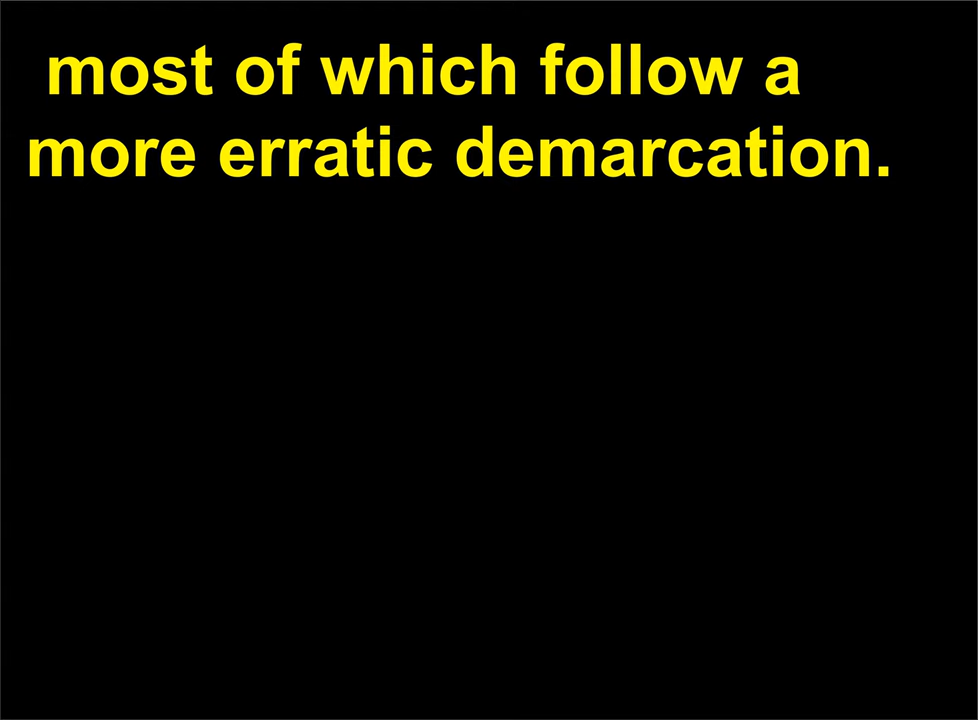 most of which follow a
more erratic demarcation.